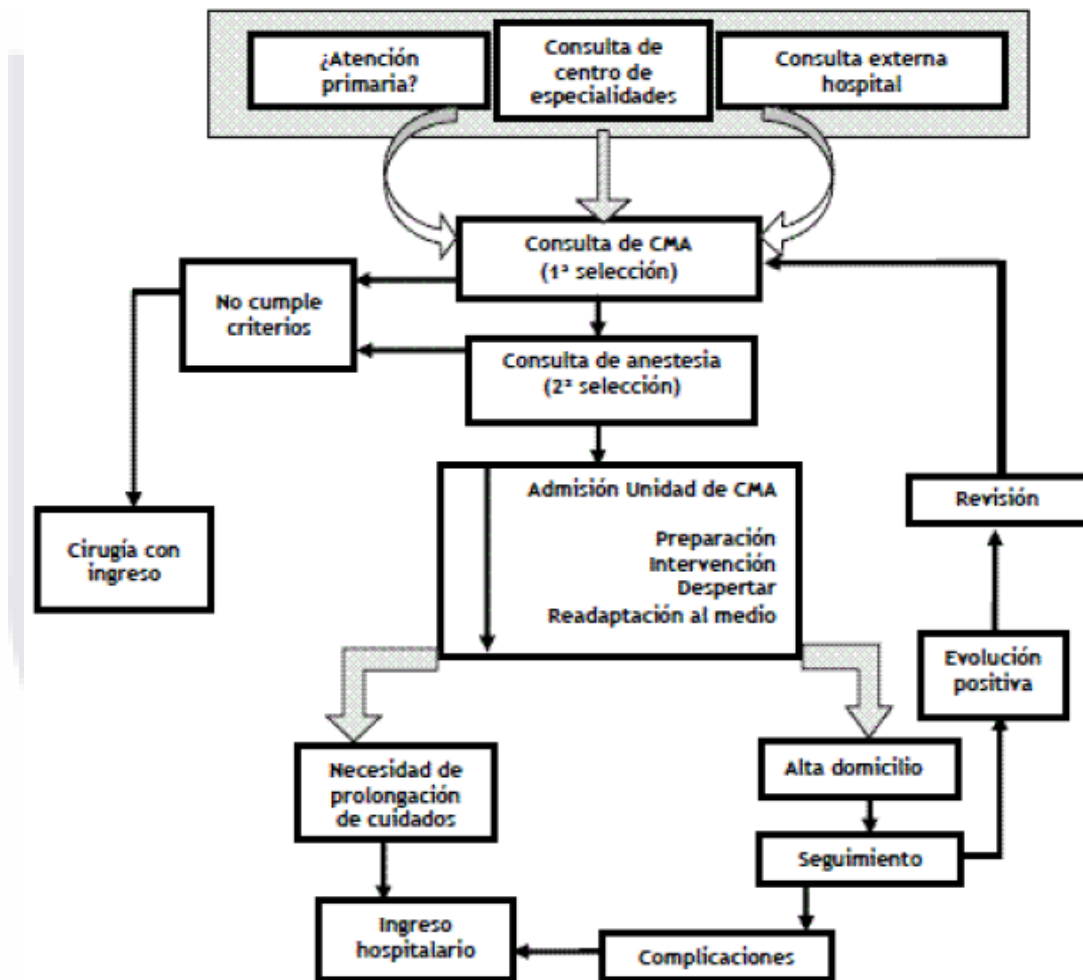 ¿Atención
primaria?
Consulta de
centro de
especialidades
Consulta externa
hospital
Consulta de CMA
(1ª selección)
No cumple
criterios
Consulta de anestesia
(2ª selección)
Admisión Unidad de CMA
Preparación
Intervención
Despertar
Readaptación al medio
Revisión
Cirugía con
ingreso
Evolución
positiva
Necesidad de
prolongación
de cuidados
Alta domicilio
Seguimiento
Ingreso
hospitalario
Complicaciones